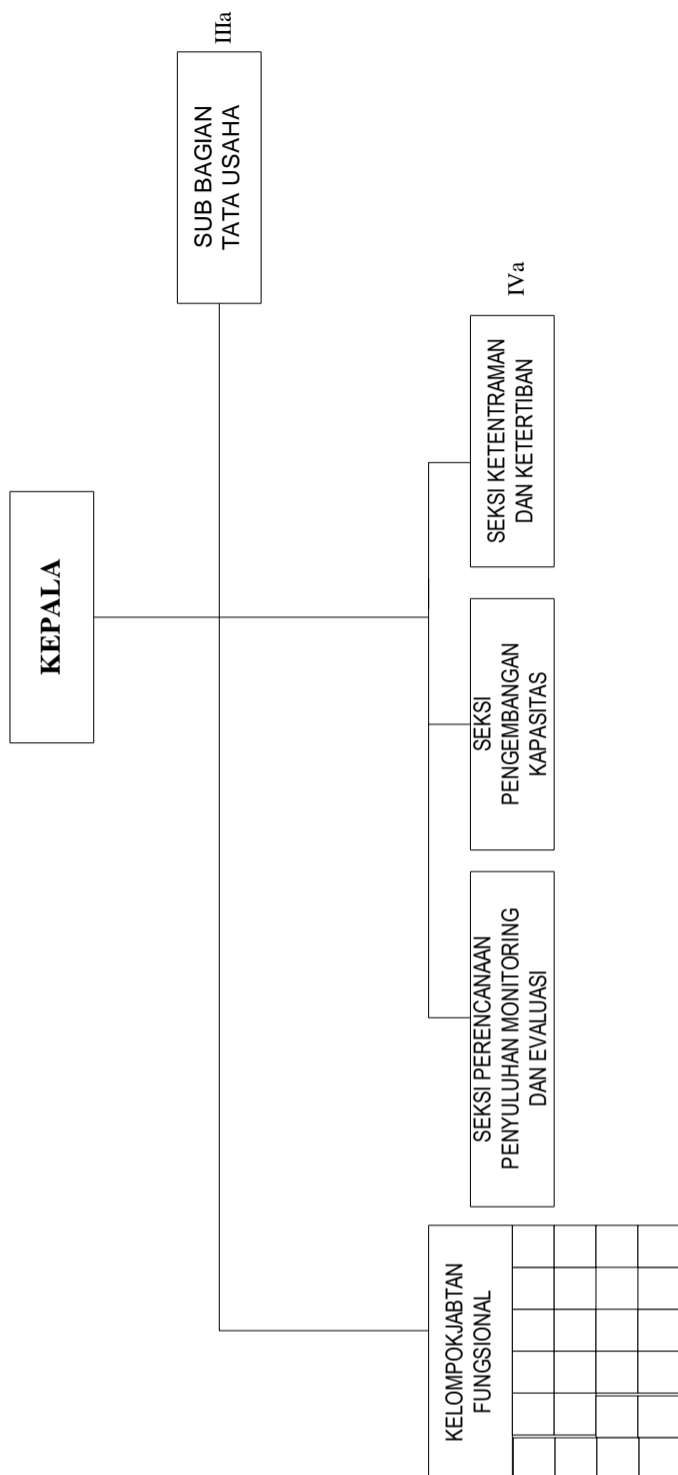 KEPALA
SUB BAGIAN
TATA USAHA
IIIa
KELOMPOKJABTAN
FUNGSIONAL
SEKSI PERENCANAAN
PENYULUHAN MONITORING
DAN EVALUASI
SEKSI
PENGEMBANGAN
KAPASITAS
SEKSI KETENTRAMAN
DAN KETERTIBAN
IVa